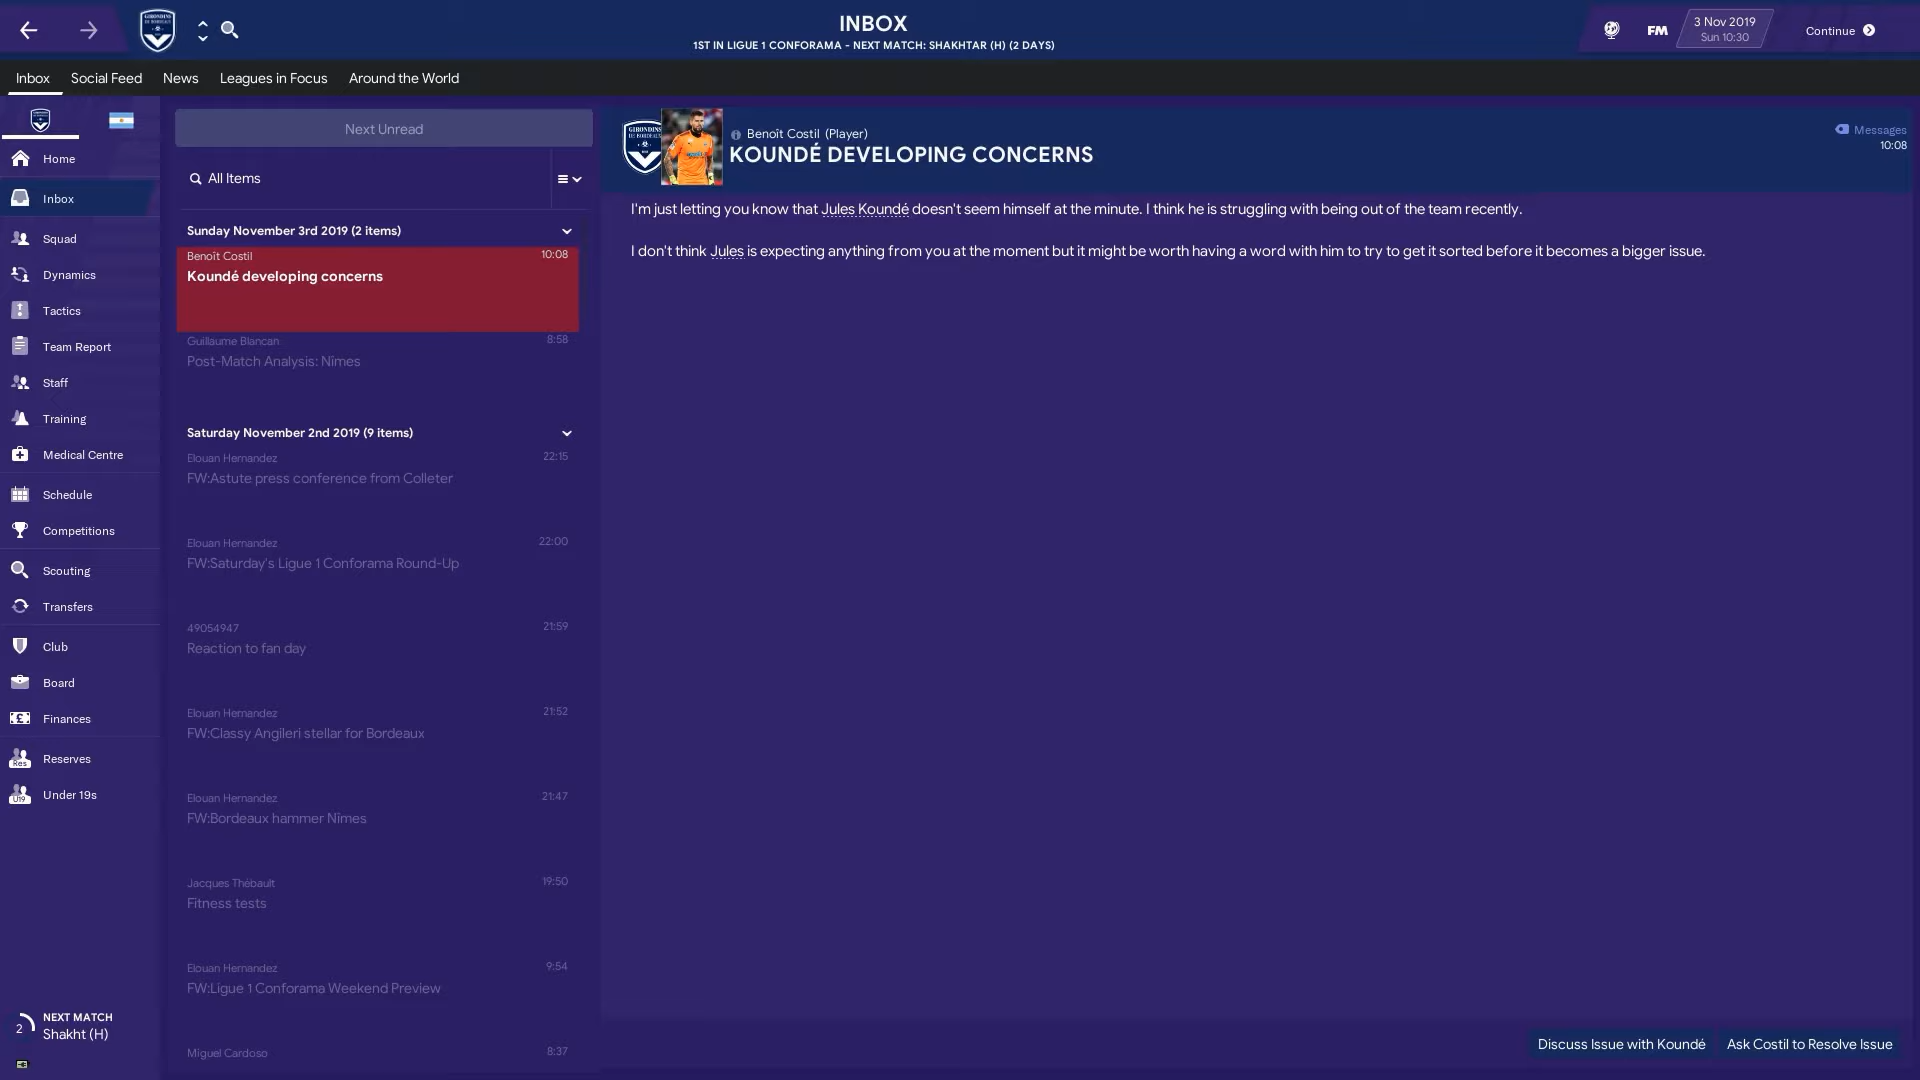 INBOX
1ST IN LIGUE 1 CONFORAMA - NEXT MATCH: SHAKHTAR (H) (2 DAYS)
FM
3 Nov 2019
Sun 10:30
Continue
Inbox
Social Feed
News
Leagues in Focus
Around the World
Home
Inbox
Squad
Dynamics
Tactics
Team Report
Staff
Training
Medical Centre
Schedule
Competitions
Scouting
Transfers
Club
Board
Finances
Res
Reserves
U19
Under 19s
NEXT MATCH
2
Shakht (H)
Next Unread
All Items
Sunday November 3rd 2019 (2 items)
Benoît Costil 10:08
Koundé developing concerns
Guillaume Blancan 8:58
Post-Match Analysis: Nîmes
Saturday November 2nd 2019 (9 items)
Elouan Hernandez 22:15
FW:Astute press conference from Colleter
Elouan Hernandez 22:00
FW:Saturday's Ligue 1 Conforama Round-Up
49054947 21:59
Reaction to fan day
Elouan Hernandez 21:52
FW:Classy Angileri stellar for Bordeaux
Elouan Hernandez 21:47
FW:Bordeaux hammer Nîmes
Jacques Thébault 19:50
Fitness tests
Elouan Hernandez 9:54
FW:Ligue 1 Conforama Weekend Preview
Miguel Cardoso 8:37
GIRONDINS
DE BORDEAUX
Benoît Costil (Player)
KOUNDÉ DEVELOPING CONCERNS
Messages
10:08
I'm just letting you know that Jules Koundé doesn't seem himself at the minute. I think he is struggling with being out of the team recently.
I don't think Jules is expecting anything from you at the moment but it might be worth having a word with him to try to get it sorted before it becomes a bigger issue.
Discuss Issue with Koundé
Ask Costil to Resolve Issue